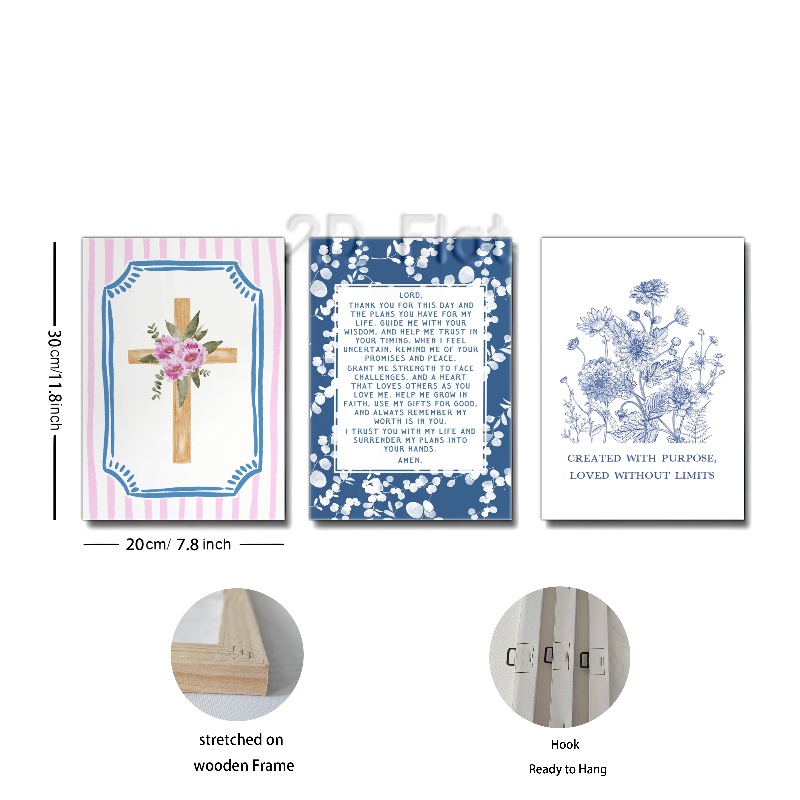 2D Flat
30cm/11.8inch
20cm/ 7.8 inch
LORD,
THANK YOU FOR THIS DAY AND
THE PLANS YOU HAVE FOR MY
LIFE. GUIDE ME WITH YOUR
WISDOM, AND HELP ME TRUST IN
YOUR TIMING. WHEN I FEEL
UNCERTAIN, REMIND ME OF YOUR
PROMISES AND PEACE.
GRANT ME STRENGTH TO FACE
CHALLENGES, AND A HEART
THAT LOVES OTHERS AS YOU
LOVE ME. HELP ME GROW IN
FAITH, USE MY GIFTS FOR GOOD,
AND ALWAYS REMEMBER MY
WORTH IS IN YOU.
I TRUST YOU WITH MY LIFE AND
SURRENDER MY PLANS INTO
YOUR HANDS.
AMEN.
CREATED WITH PURPOSE,
LOVED WITHOUT LIMITS
stretched on
wooden Frame
Hook
Ready to Hang